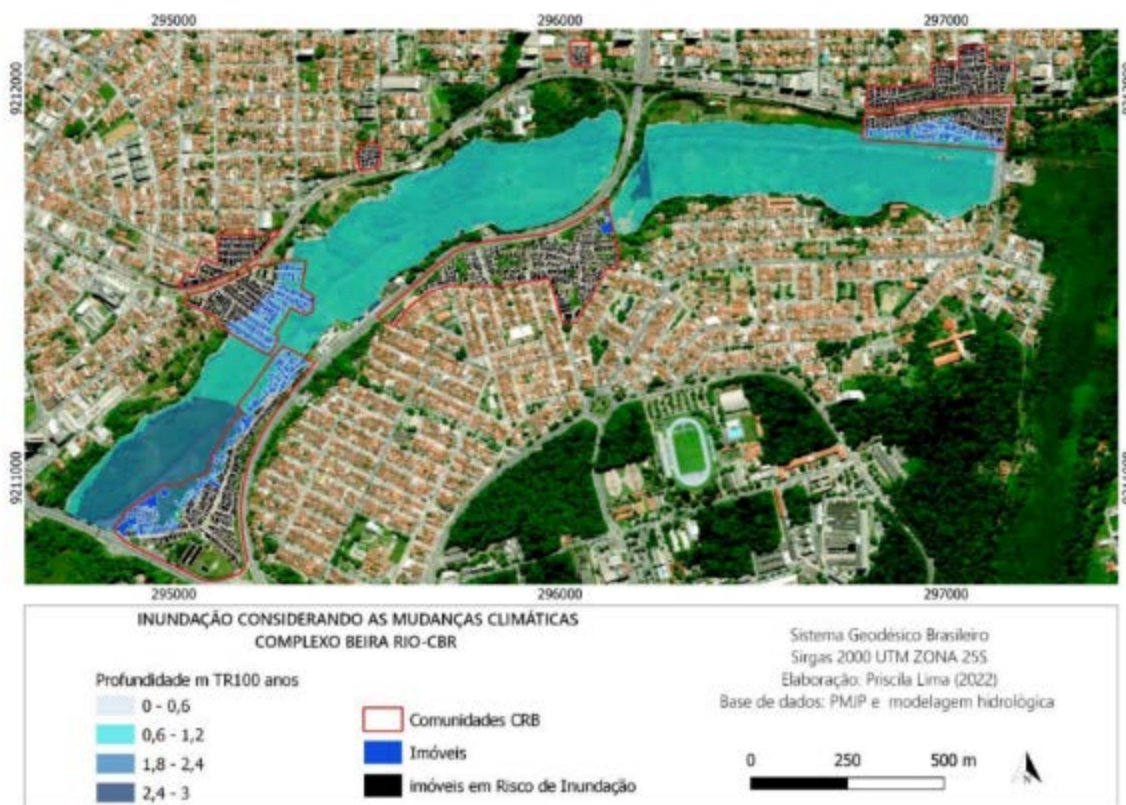 295000
296000
297000
9212000
9212000
9211000
9211000
295000
296000
297000
INUNDAÇÃO CONSIDERANDO AS MUDANÇAS CLIMÁTICAS
COMPLEXO BEIRA RIO-CBR
Profundidade m TR100 anos
0 - 0,6
0,6 - 1,2
1,8 - 2,4
2,4 - 3
Comunidades CRB
Imóveis
imóveis em Risco de Inundação
Sistema Geodésico Brasileiro
Sirgas 2000 UTM ZONA 25S
Elaboração: Priscila Lima (2022)
Base de dados: PMJP e modelagem hidrológica
0 250 500 m
N